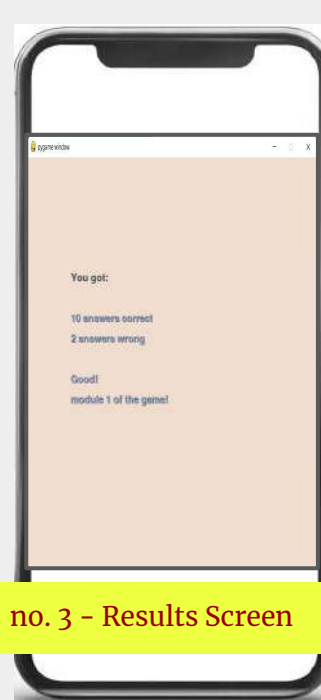 pygame window
You got:
10 answers correct
2 answers wrong
Good!
module 1 of the game!
no. 3 - Results Screen